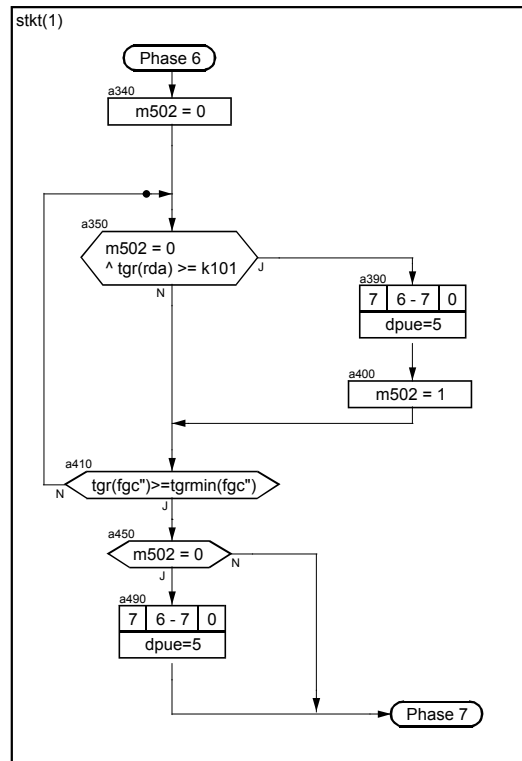 stkt(1)
Phase 6
a340
m502 = 0
a350
m502 = 0
^ tgr(rda) >= k101
J
N
a390
7 6 - 7 0
dpue=5
a400
m502 = 1
a410
tgr(fgc")>=tgrmin(fgc")
N
J
a450
m502 = 0
N
J
a490
7 6 - 7 0
dpue=5
Phase 7